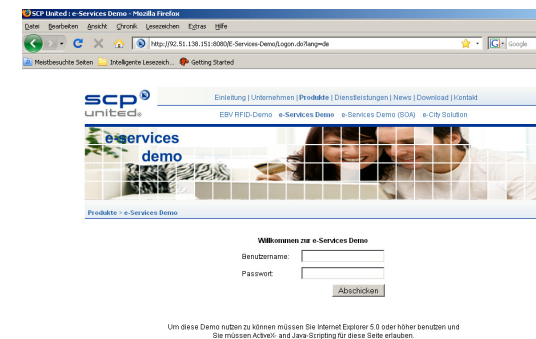 SCP United : e-Services Demo - Mozilla Firefox
Datei Bearbeiten Ansicht Chronik Lesezeichen Extras Hilfe
http://92.51.138.151:8080/E-Services-Demo/Logon.do?lang=de
G Google
Meistbesuchte Seiten Intelligente Lesezeich... Getting Started
scp®
united®
Einleitung | Unternehmen | Produkte | Dienstleistungen | News | Download | Kontakt
EBV RFID-Demo e-Services Demo e-Services Demo (SOA) e-City Solution
e-services
demo
Produkte > e-Services Demo
Willkommen zur e-Services Demo
Benutzername:
Passwort:
Abschicken
Um diese Demo nutzen zu können müssen Sie Internet Explorer 5.0 oder höher benutzen und
Sie müssen ActiveX- and Java-Scripting für diese Seite erlauben.